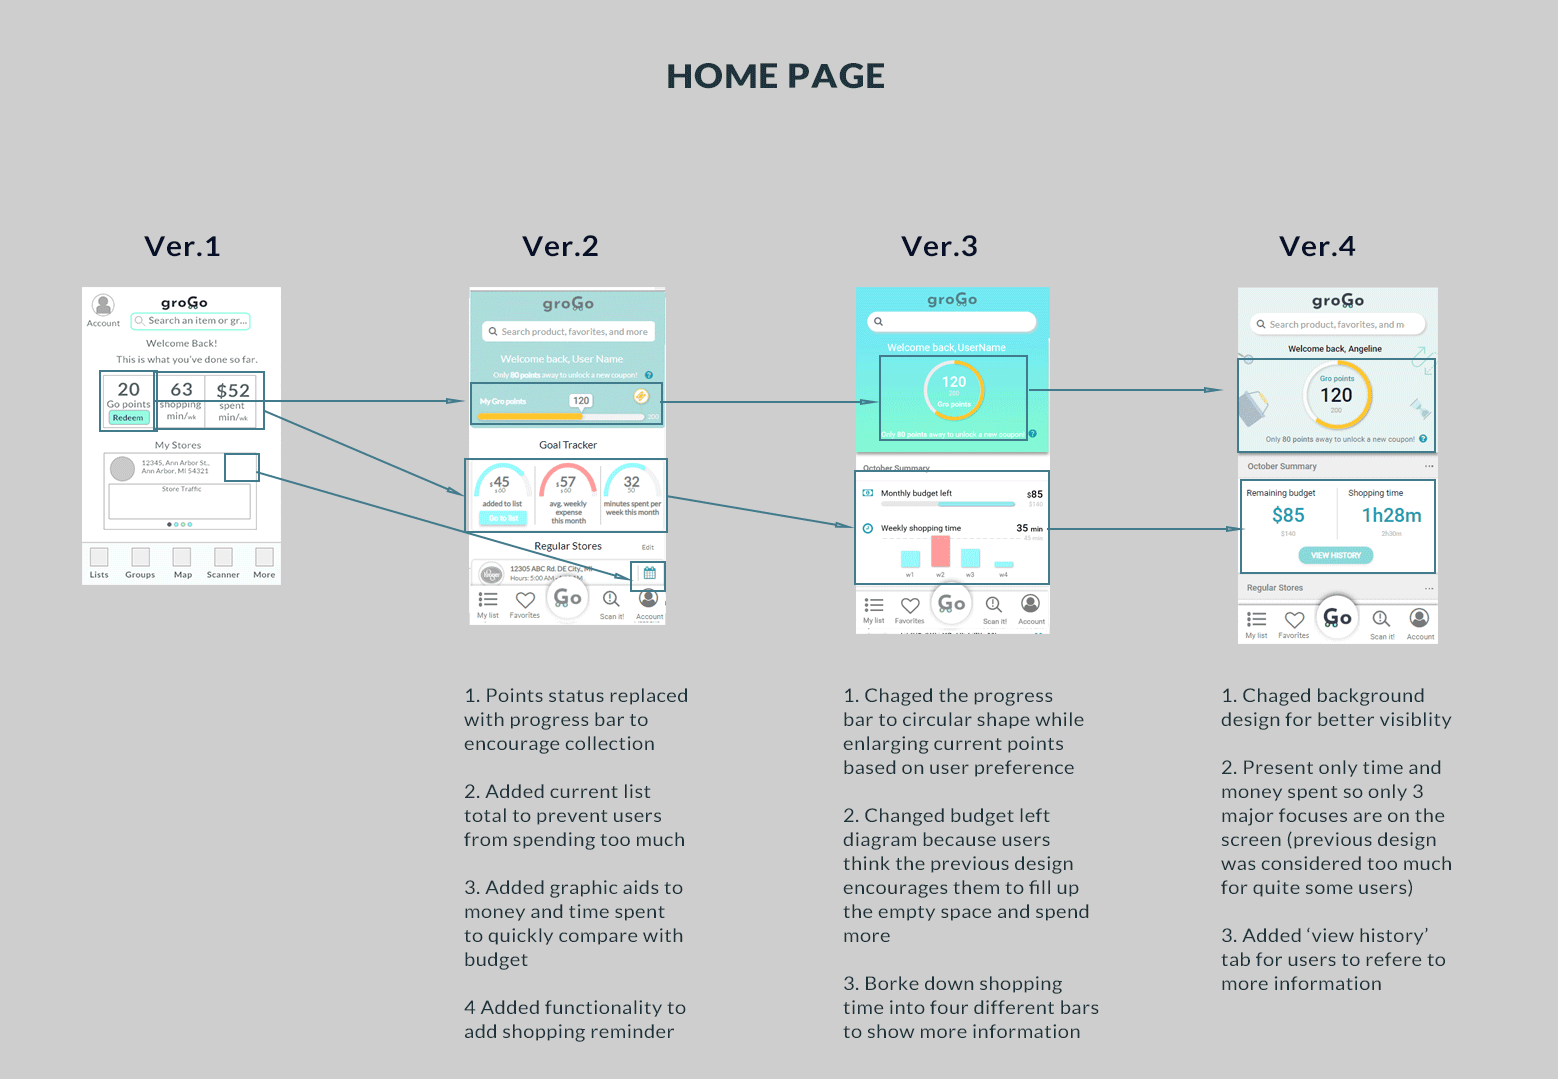 HOME PAGE
Ver.1
Ver.2
Ver.3
Ver.4
groGo
Account
Search an item or gr...
Welcome Back!
This is what you've done so far.
20
Go points
Redeem
63
shopping
min/wk
$52
spent
min/wk
My Stores
12345, Ann Arbor St.,
Ann Arbor, MI 54321
Store Traffic
Lists
Groups
Map
Scanner
More
groGo
Search product, favorites, and more
Welcome back, User Name
Only 80 points away to unlock a new coupon!
?
My Gro points
120
200
Goal Tracker
$45
$60
added to list
Go to list
$57
$60
avg. weekly
expense
this month
32
50
minutes spent per
week this month
Regular Stores
Edit
Kroger
12305 ABC Rd. DE City, MI
Hours: 5:00 AM
My list
Favorites
Go
Scan it!
Account
groGo
Welcome back, UserName
120
200
Gro points
Only 80 points away to unlock a new coupon!
?
October Summary
Monthly budget left
$85
$140
Weekly shopping time
35 min
40 min
w1
w2
w3
w4
My list
Favorites
Go
Scan it!
Account
groGo
Search product, favorites, and m
Welcome back, Angeline
Gro points
120
200
Only 80 points away to unlock a new coupon!
?
October Summary
...
Remaining budget
$85
$140
Shopping time
1h28m
2h30m
VIEW HISTORY
Regular Stores
...
My list
Favorites
Go
Scan it!
Account
1. Points status replaced
with progress bar to
encourage collection
2. Added current list
total to prevent users
from spending too much
3. Added graphic aids to
money and time spent
to quickly compare with
budget
4 Added functionality to
add shopping reminder
1. Chaged the progress
bar to circular shape while
enlarging current points
based on user preference
2. Changed budget left
diagram because users
think the previous design
encourages them to fill up
the empty space and spend
more
3. Borke down shopping
time into four different bars
to show more information
1. Chaged background
design for better visiblity
2. Present only time and
money spent so only 3
major focuses are on the
screen (previous design
was considered too much
for quite some users)
3. Added ‘view history’
tab for users to refere to
more information